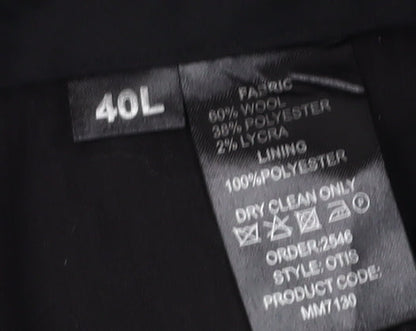 40L
FABRIC
60% WOOL
38% POLYESTER
2% LYCRA
LINING
100%POLYESTER
DRY CLEAN ONLY
P
ORDER:2546
STYLE: OTIS
PRODUCT CODE:
MM7130